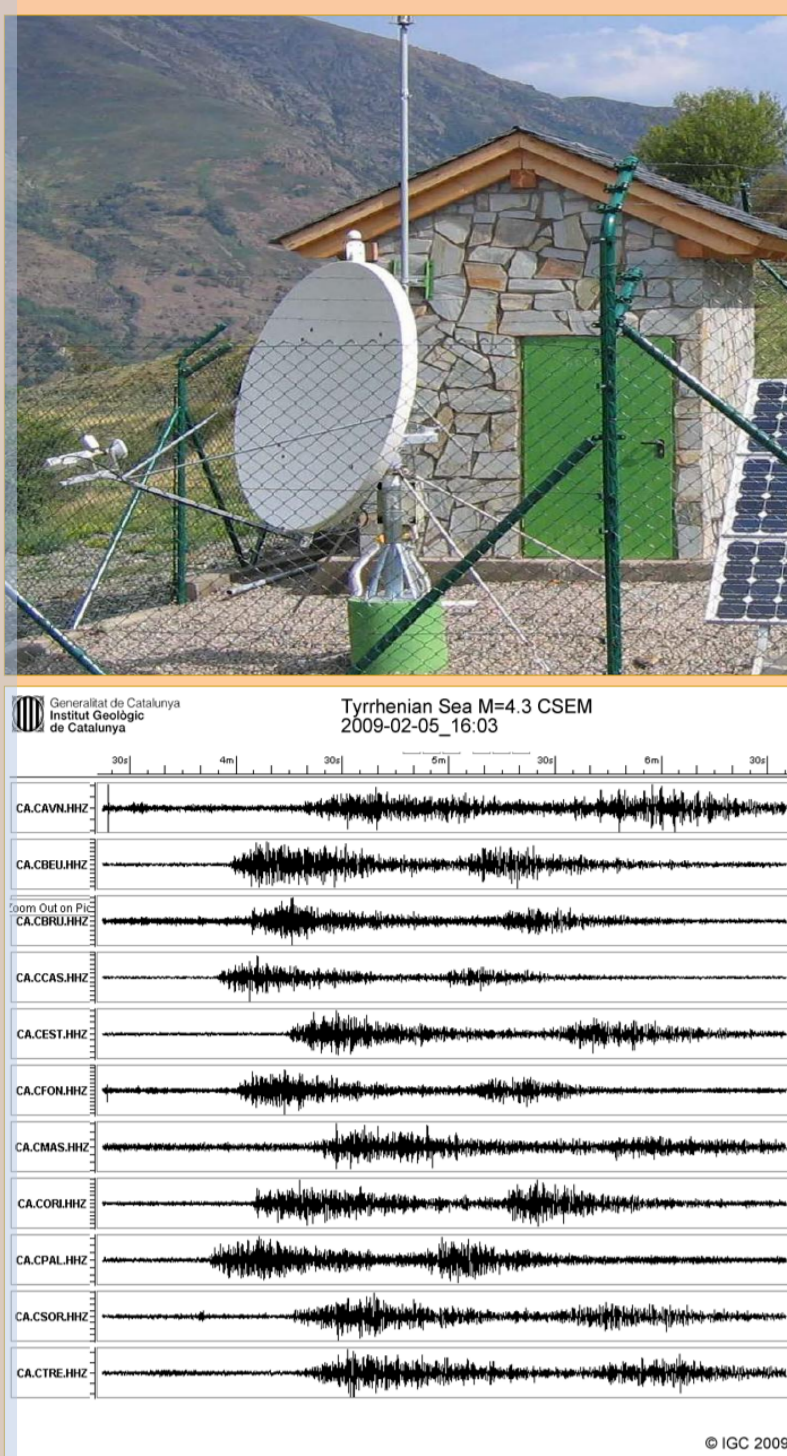 Generalitat de Catalunya
Institut Geològic
de Catalunya
Tyrrhenian Sea M=4.3 CSEM
2009-02-05_16:03
30s 4m 30s 5m 30s 6m 30s
CA.CAVN.HHZ
CA.CBEU.HHZ
Zoom Out on Pic
CA.CBRU.HHZ
CA.CCAS.HHZ
CA.CEST.HHZ
CA.CFON.HHZ
CA.CMAS.HHZ
CA.CORI.HHZ
CA.CPAL.HHZ
CA.CSOR.HHZ
CA.CTRE.HHZ
© IGC 2009